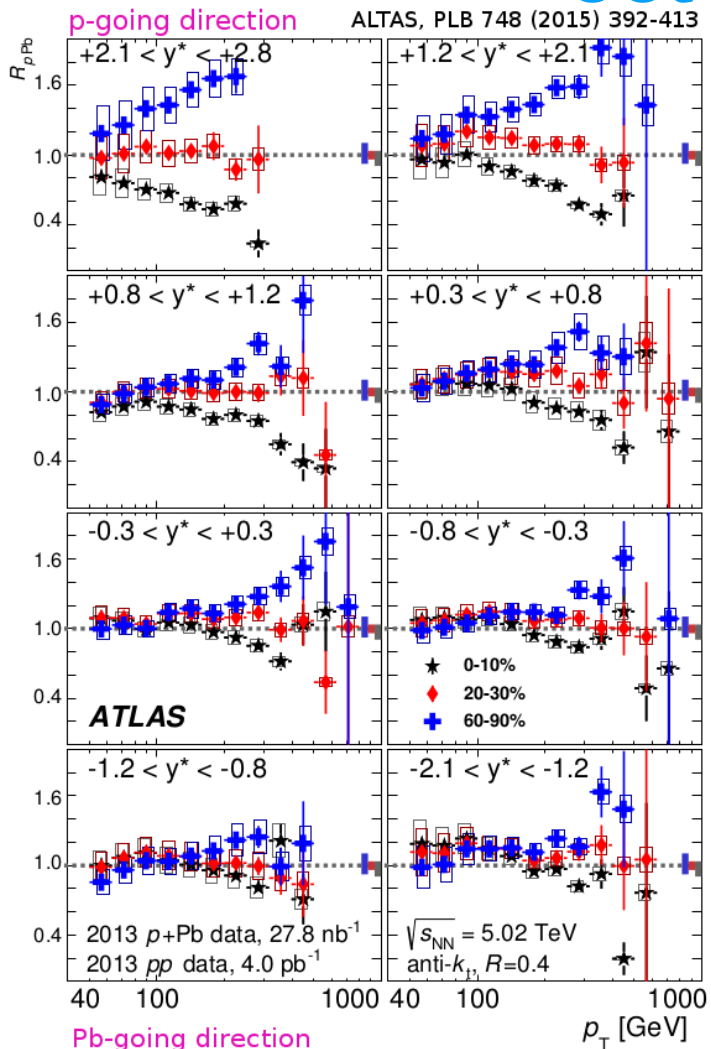 p-going direction
ALTAS, PLB 748 (2015) 392-413
R_pPb
+2.1 < y* < +2.8
+1.2 < y* < +2.1
1.6
1.0
0.4
+0.8 < y* < +1.2
+0.3 < y* < +0.8
1.6
1.0
0.4
-0.3 < y* < +0.3
-0.8 < y* < -0.3
1.6
1.0
0.4
ATLAS
0-10%
20-30%
60-90%
-1.2 < y* < -0.8
-2.1 < y* < -1.2
1.6
1.0
0.4
2013 p+Pb data, 27.8 nb⁻¹
2013 pp data, 4.0 pb⁻¹
√s_NN = 5.02 TeV
anti-k_t, R=0.4
40 100 1000 40 100 1000
Pb-going direction
p_T [GeV]